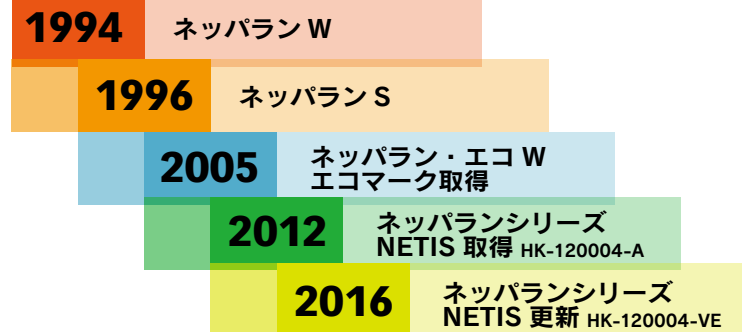 1994 ネッパラン W
1996 ネッパラン S
2005 ネッパラン・エコ W
エコマーク取得
2012 ネッパランシリーズ
NETIS 取得 HK-120004-A
2016 ネッパランシリーズ
NETIS 更新 HK-120004-VE